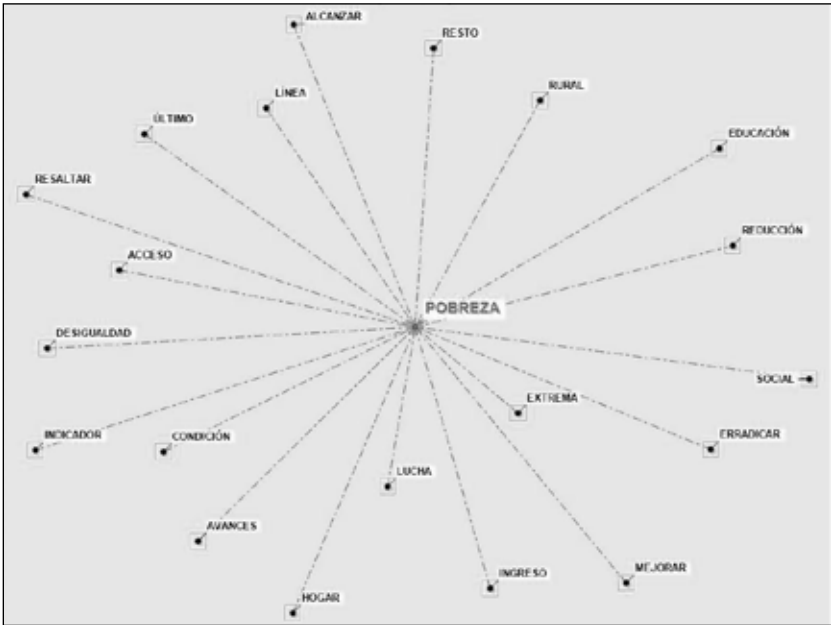 ALCANZAR
RESTO
RURAL
LÍNEA
ÚLTIMO
EDUCACIÓN
RESALTAR
REDUCCIÓN
ACCESO
POBREZA
DESIGUALDAD
SOCIAL
EXTREMA
INDICADOR
CONDICIÓN
ERRADICAR
LUCHA
AVANCES
INGRESO
MEJORAR
HOGAR